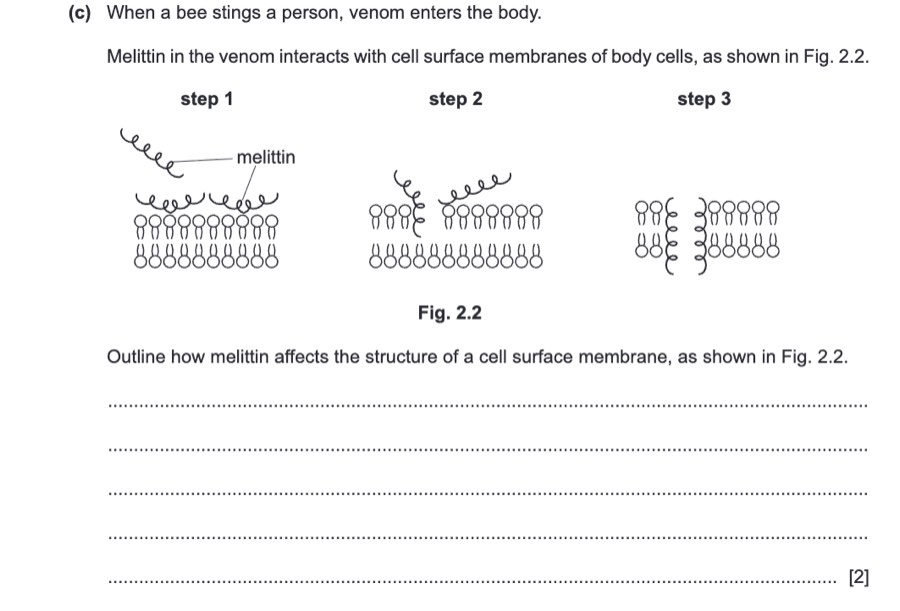 (c) When a bee stings a person, venom enters the body.
Melittin in the venom interacts with cell surface membranes of body cells, as shown in Fig. 2.2.
step 1 step 2 step 3
melittin
Fig. 2.2
Outline how melittin affects the structure of a cell surface membrane, as shown in Fig. 2.2.
[2]